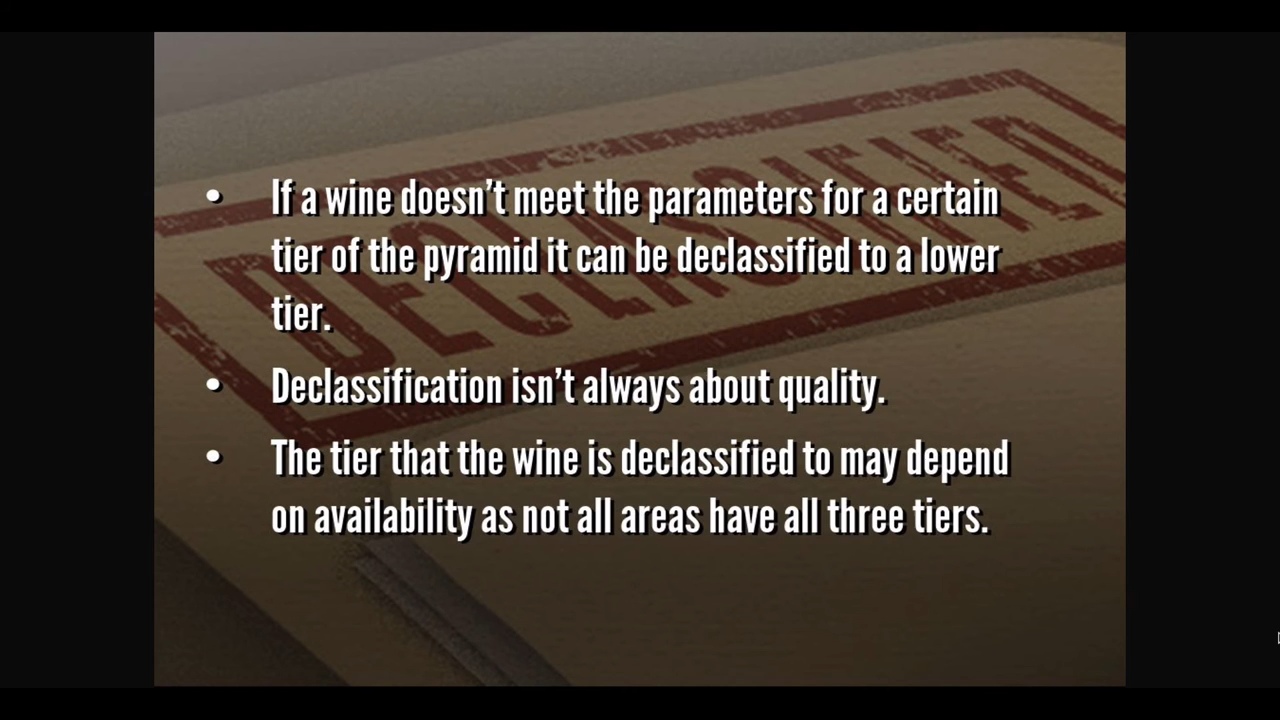 DECLASSIFIED
• If a wine doesn't meet the parameters for a certain
tier of the pyramid it can be declassified to a lower
tier.
• Declassification isn't always about quality.
• The tier that the wine is declassified to may depend
on availability as not all areas have all three tiers.